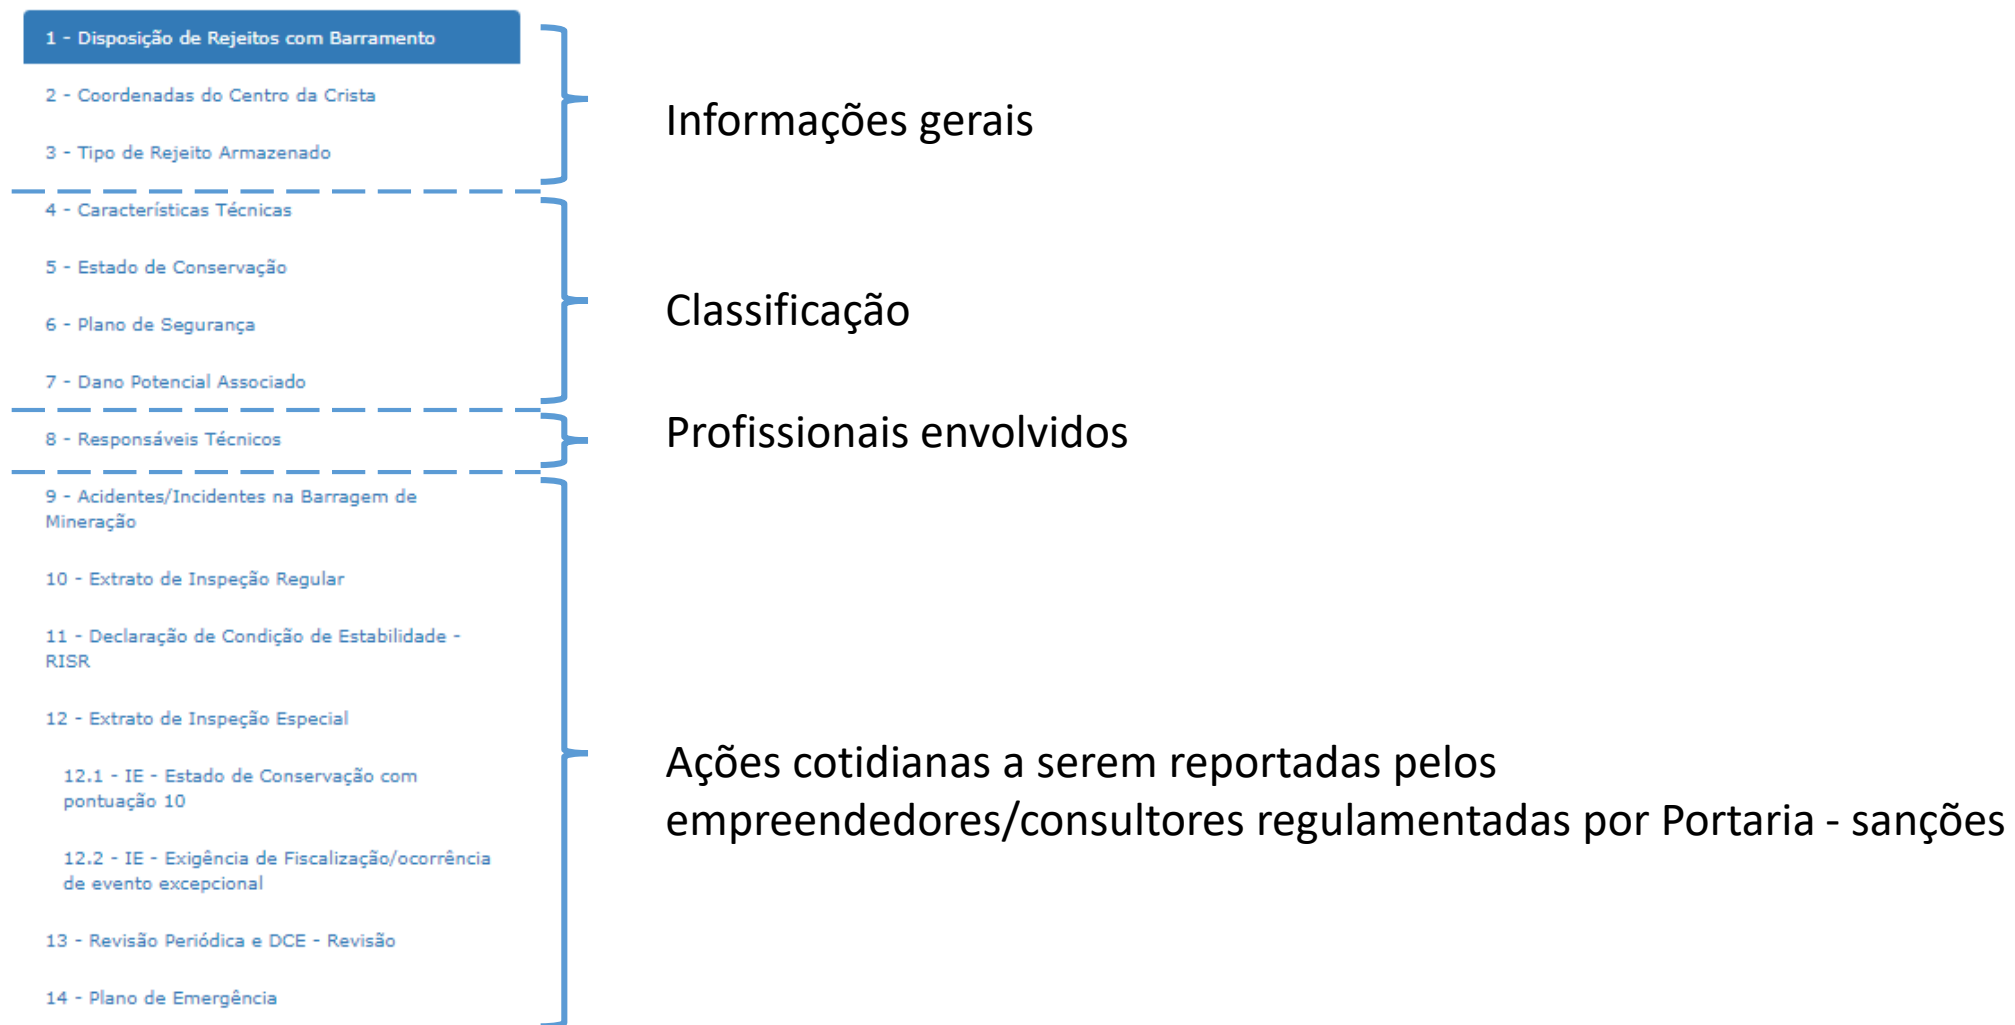 1 - Disposição de Rejeitos com Barramento
2 - Coordenadas do Centro da Crista
3 - Tipo de Rejeito Armazenado
Informações gerais
4 - Características Técnicas
5 - Estado de Conservação
6 - Plano de Segurança
7 - Dano Potencial Associado
Classificação
8 - Responsáveis Técnicos
Profissionais envolvidos
9 - Acidentes/Incidentes na Barragem de
Mineração
10 - Extrato de Inspeção Regular
11 - Declaração de Condição de Estabilidade -
RISR
12 - Extrato de Inspeção Especial
12.1 - IE - Estado de Conservação com
pontuação 10
12.2 - IE - Exigência de Fiscalização/ocorrência
de evento excepcional
13 - Revisão Periódica e DCE - Revisão
14 - Plano de Emergência
Ações cotidianas a serem reportadas pelos
empreendedores/consultores regulamentadas por Portaria - sanções